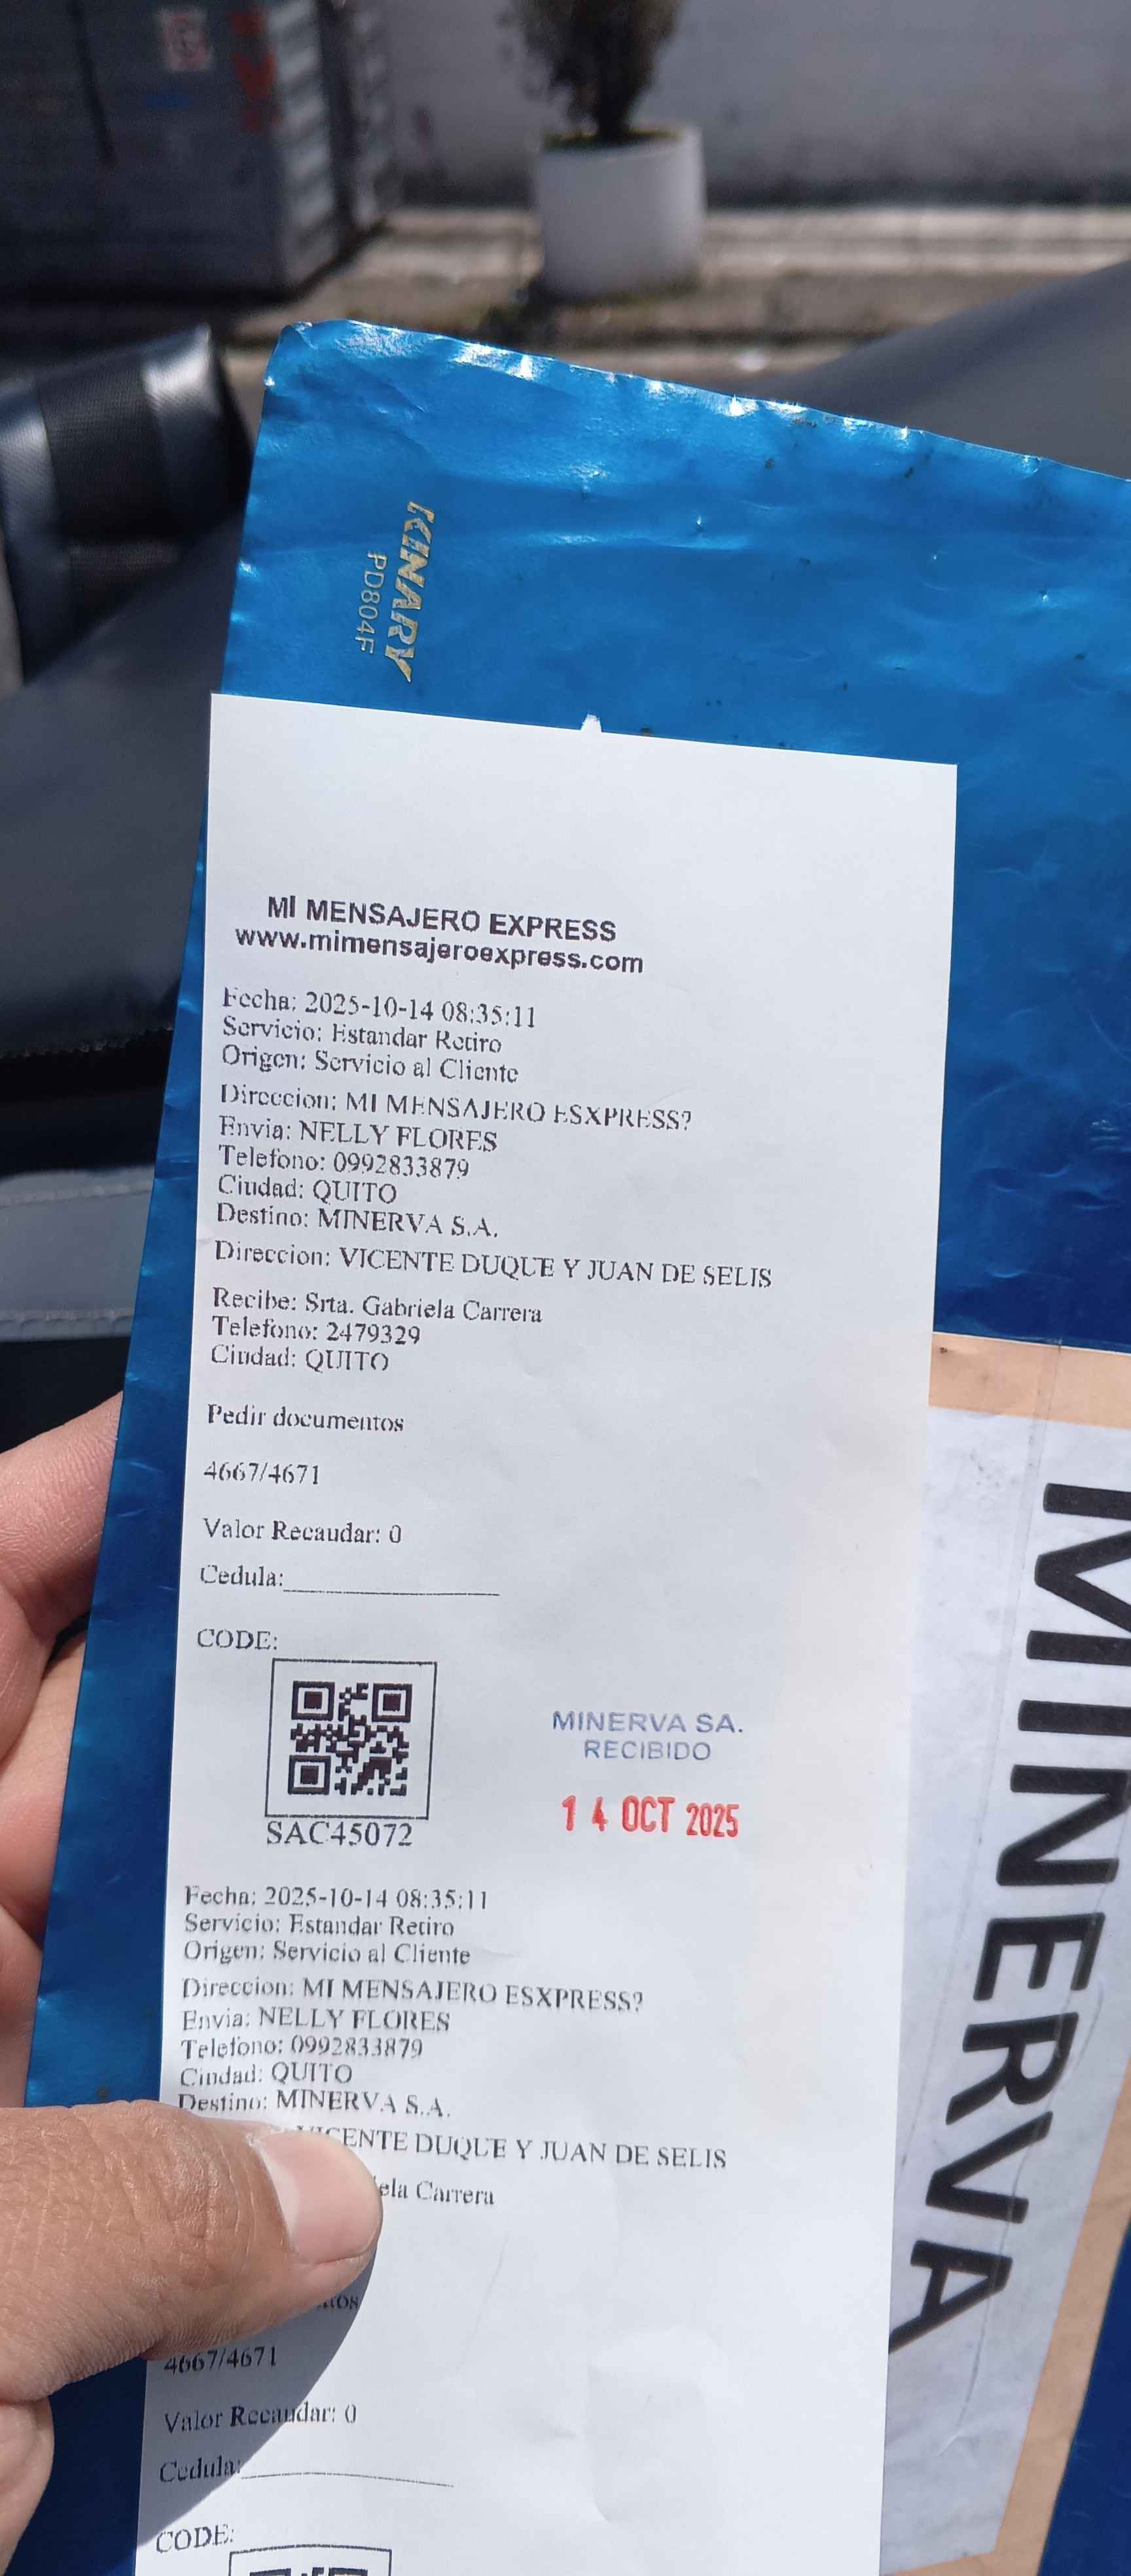 KINARY
PD804F
MI MENSAJERO EXPRESS
www.mimensajeroexpress.com
Fecha: 2025-10-14 08:35:11
Servicio: Estandar Retiro
Origen: Servicio al Cliente
Direccion: MI MENSAJERO ESXPRESS?
Envia: NELLY FLORES
Telefono: 0992833879
Ciudad: QUITO
Destino: MINERVA S.A.
Direccion: VICENTE DUQUE Y JUAN DE SELIS
Recibe: Srta. Gabriela Carrera
Telefono: 2479329
Ciudad: QUITO
Pedir documentos
4667/4671
Valor Recaudar: 0
Cedula:
CODE:
SAC45072
MINERVA SA.
RECIBIDO
14 OCT 2025
Fecha: 2025-10-14 08:35:11
Servicio: Estandar Retiro
Origen: Servicio al Cliente
Direccion: MI MENSAJERO ESXPRESS?
Envia: NELLY FLORES
Telefono: 0992833879
Ciudad: QUITO
Destino: MINERVA S.A.
VICENTE DUQUE Y JUAN DE SELIS
Carrera
4667/4671
Valor Recaudar: 0
Cedula:
CODE:
MINERVA